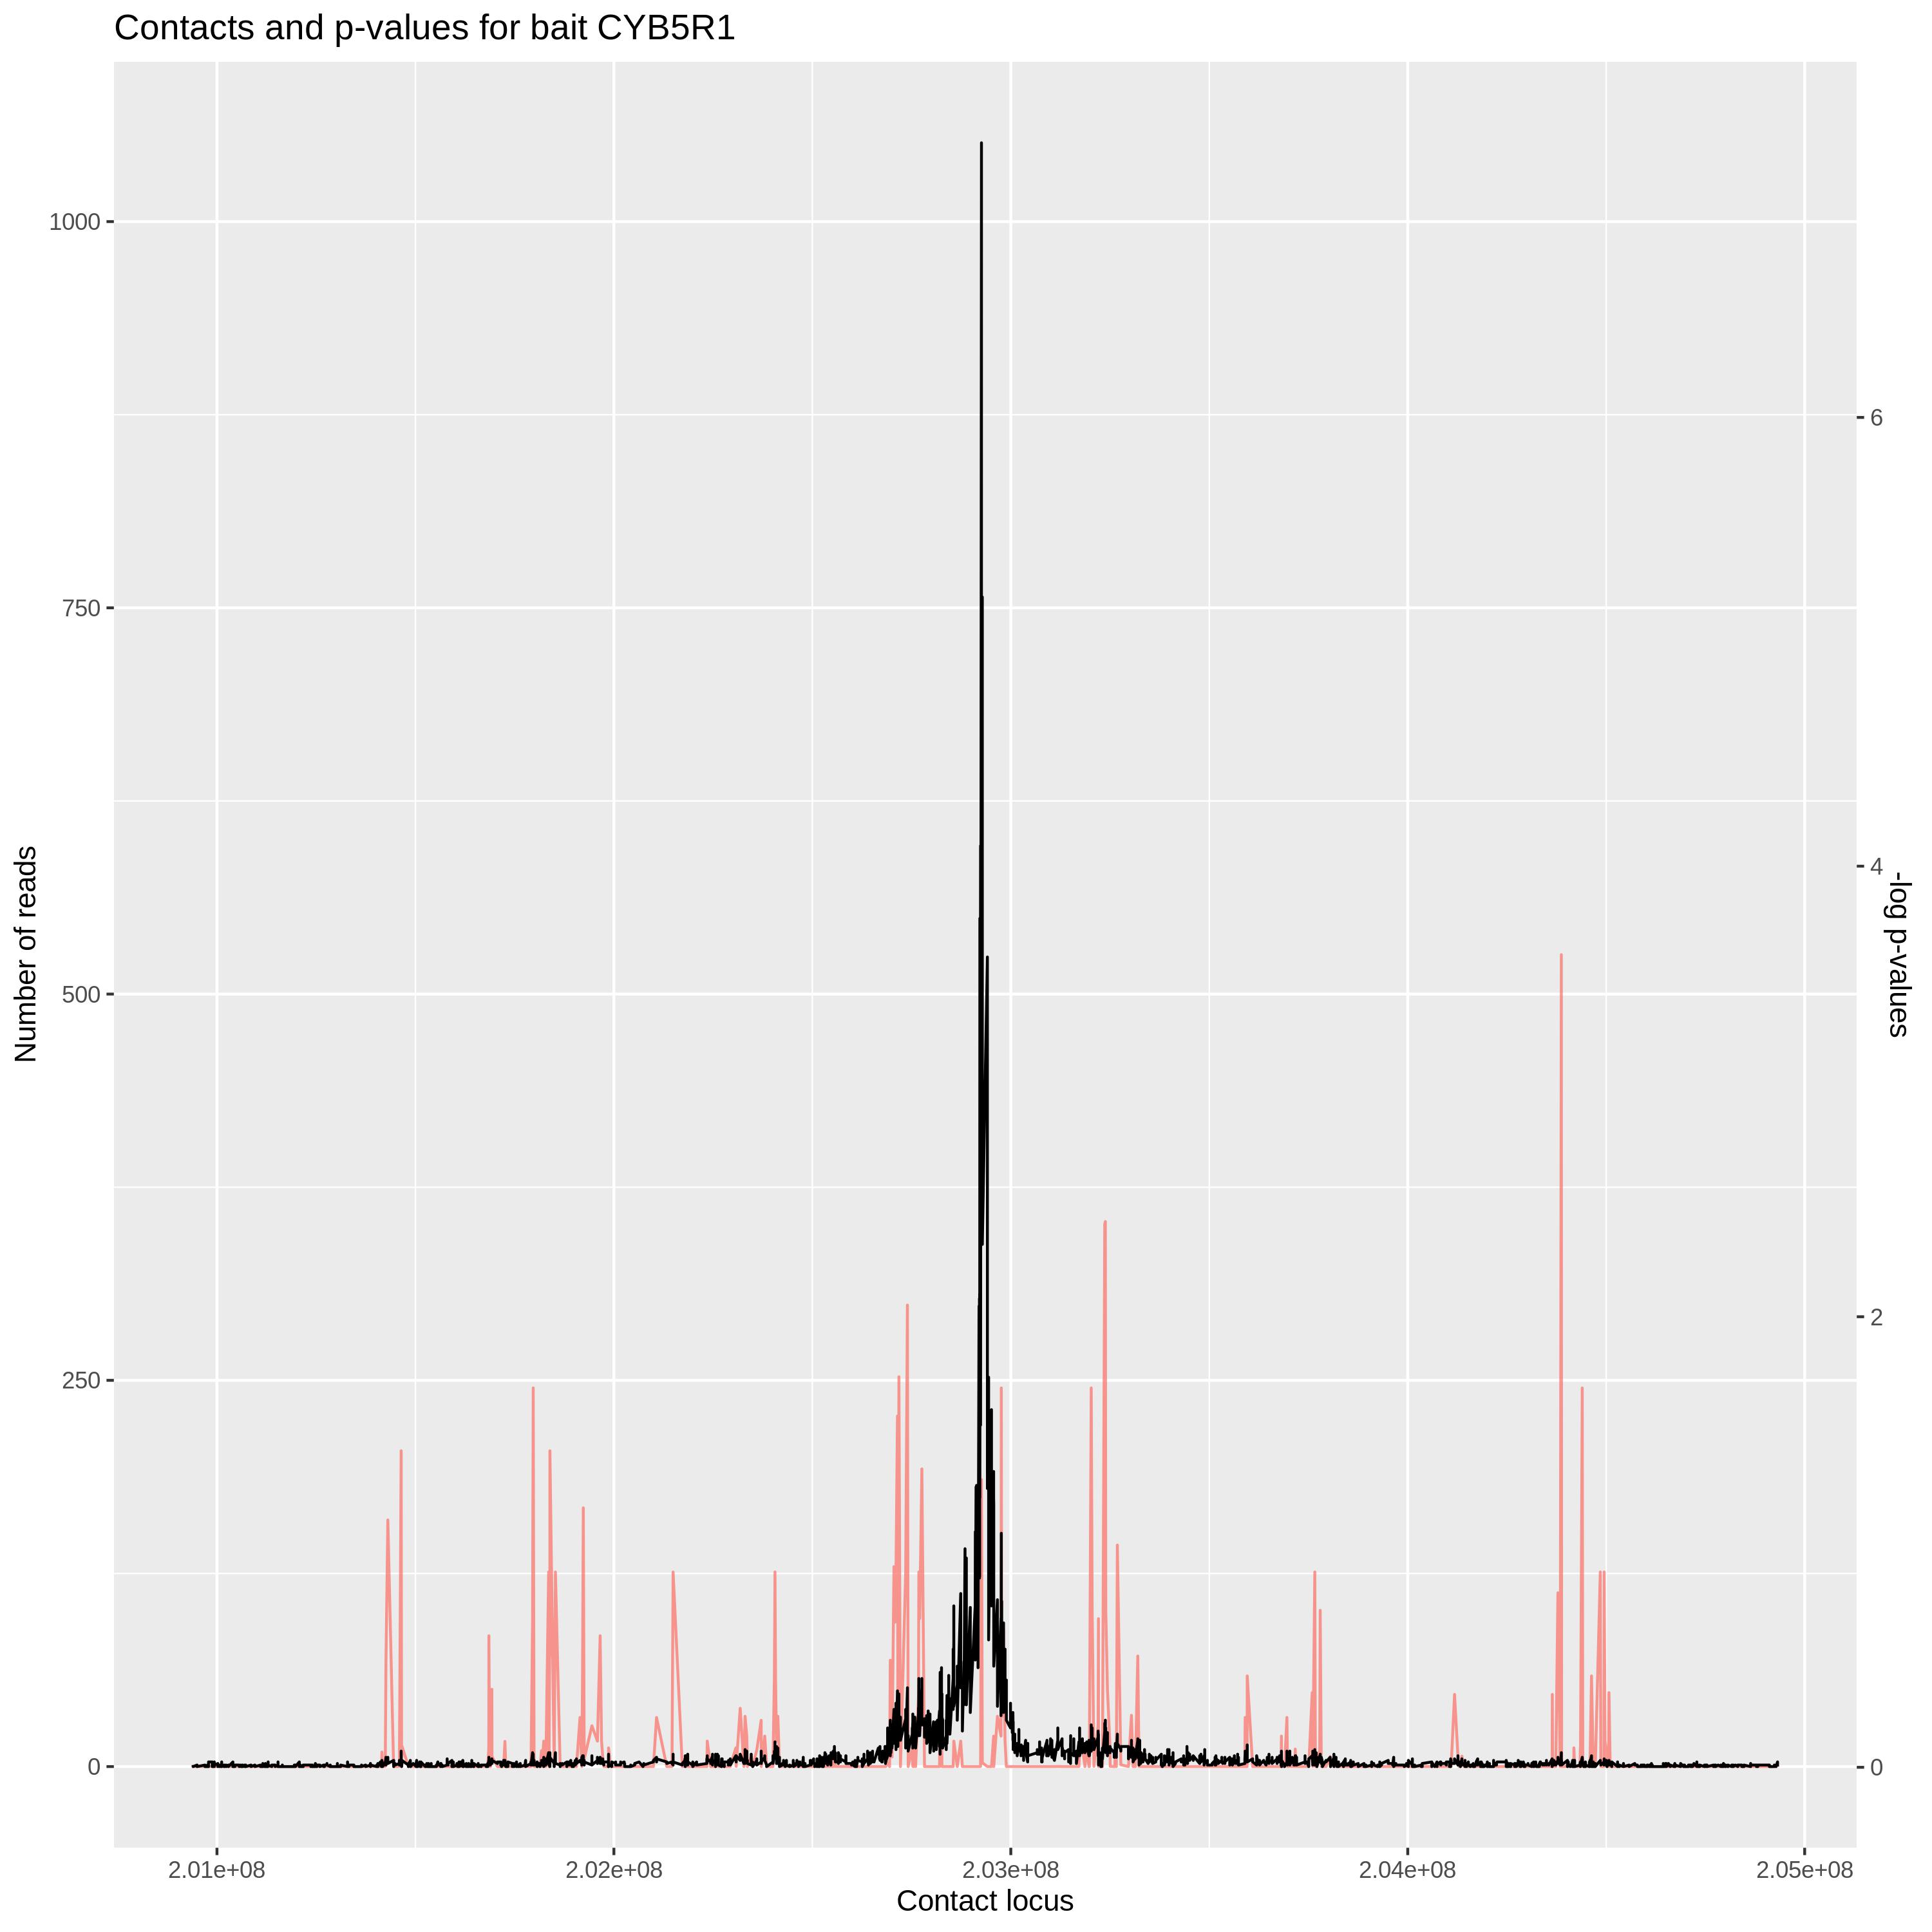 Contacts and p-values for bait CYB5R1
Number of reads
1000
750
500
250
0
6
4
2
0
-log p-values
2.01e+08
2.02e+08
2.03e+08
2.04e+08
2.05e+08
Contact locus